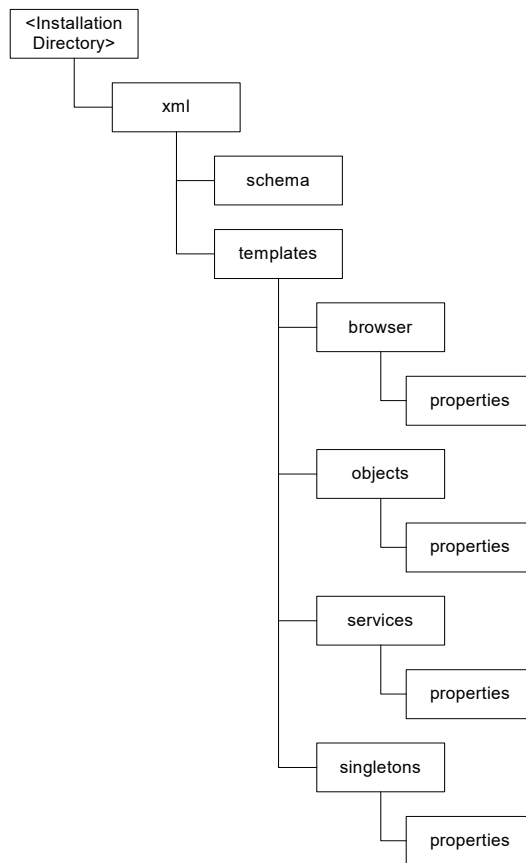 <Installation
Directory>
xml
schema
templates
browser
properties
objects
properties
services
properties
singletons
properties